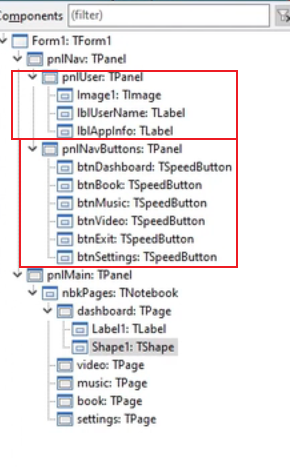 Components (filter)
Form1: TForm1
pnlNav: TPanel
pnlUser: TPanel
Image1: TImage
lblUserName: TLabel
lblAppInfo: TLabel
pnlNavButtons: TPanel
btnDashboard: TSpeedButton
btnBook: TSpeedButton
btnMusic: TSpeedButton
btnVideo: TSpeedButton
btnExit: TSpeedButton
btnSettings: TSpeedButton
pnlMain: TPanel
nbkPages: TNotebook
dashboard: TPage
Label1: TLabel
Shape1: TShape
video: TPage
music: TPage
book: TPage
settings: TPage